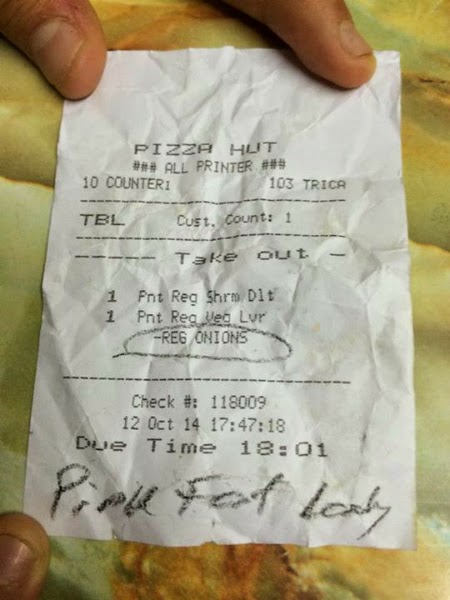 PIZZA HUT
### ALL PRINTER ###
10 COUNTER1 103 TRICA
TBL Cust. Count: 1
----- Take out -
1 Pnt Reg Shrm Dlt
1 Pnt Reg Veg Lvr
-REG ONIONS
Check #: 118009
12 Oct 14 17:47:18
Due Time 18:01
Pink Fat Lady